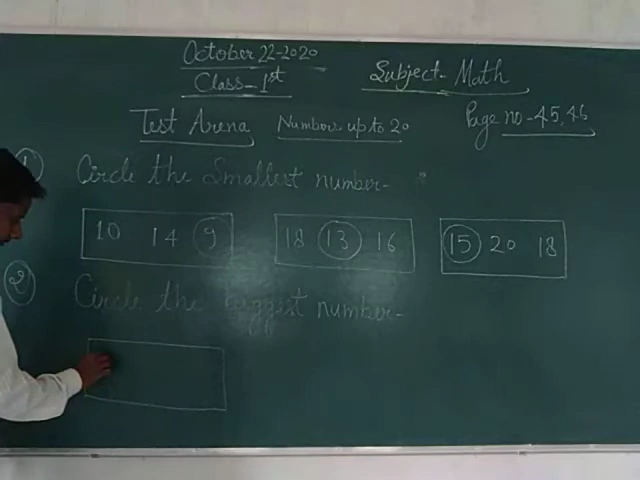 October 22-2020
Class-1st
Subject-Math
Test Arena Numbers up to 20 Page no-45,46
1 Circle the Smallest number-
10 14 9 18 13 16 15 20 18
2 Circle the biggest number-